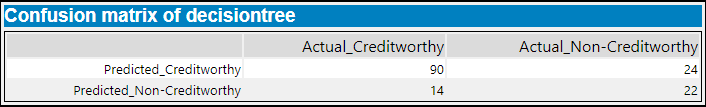 Confusion matrix of decisiontree
Actual_Creditworthy Actual_Non-Creditworthy
Predicted_Creditworthy 90 24
Predicted_Non-Creditworthy 14 22